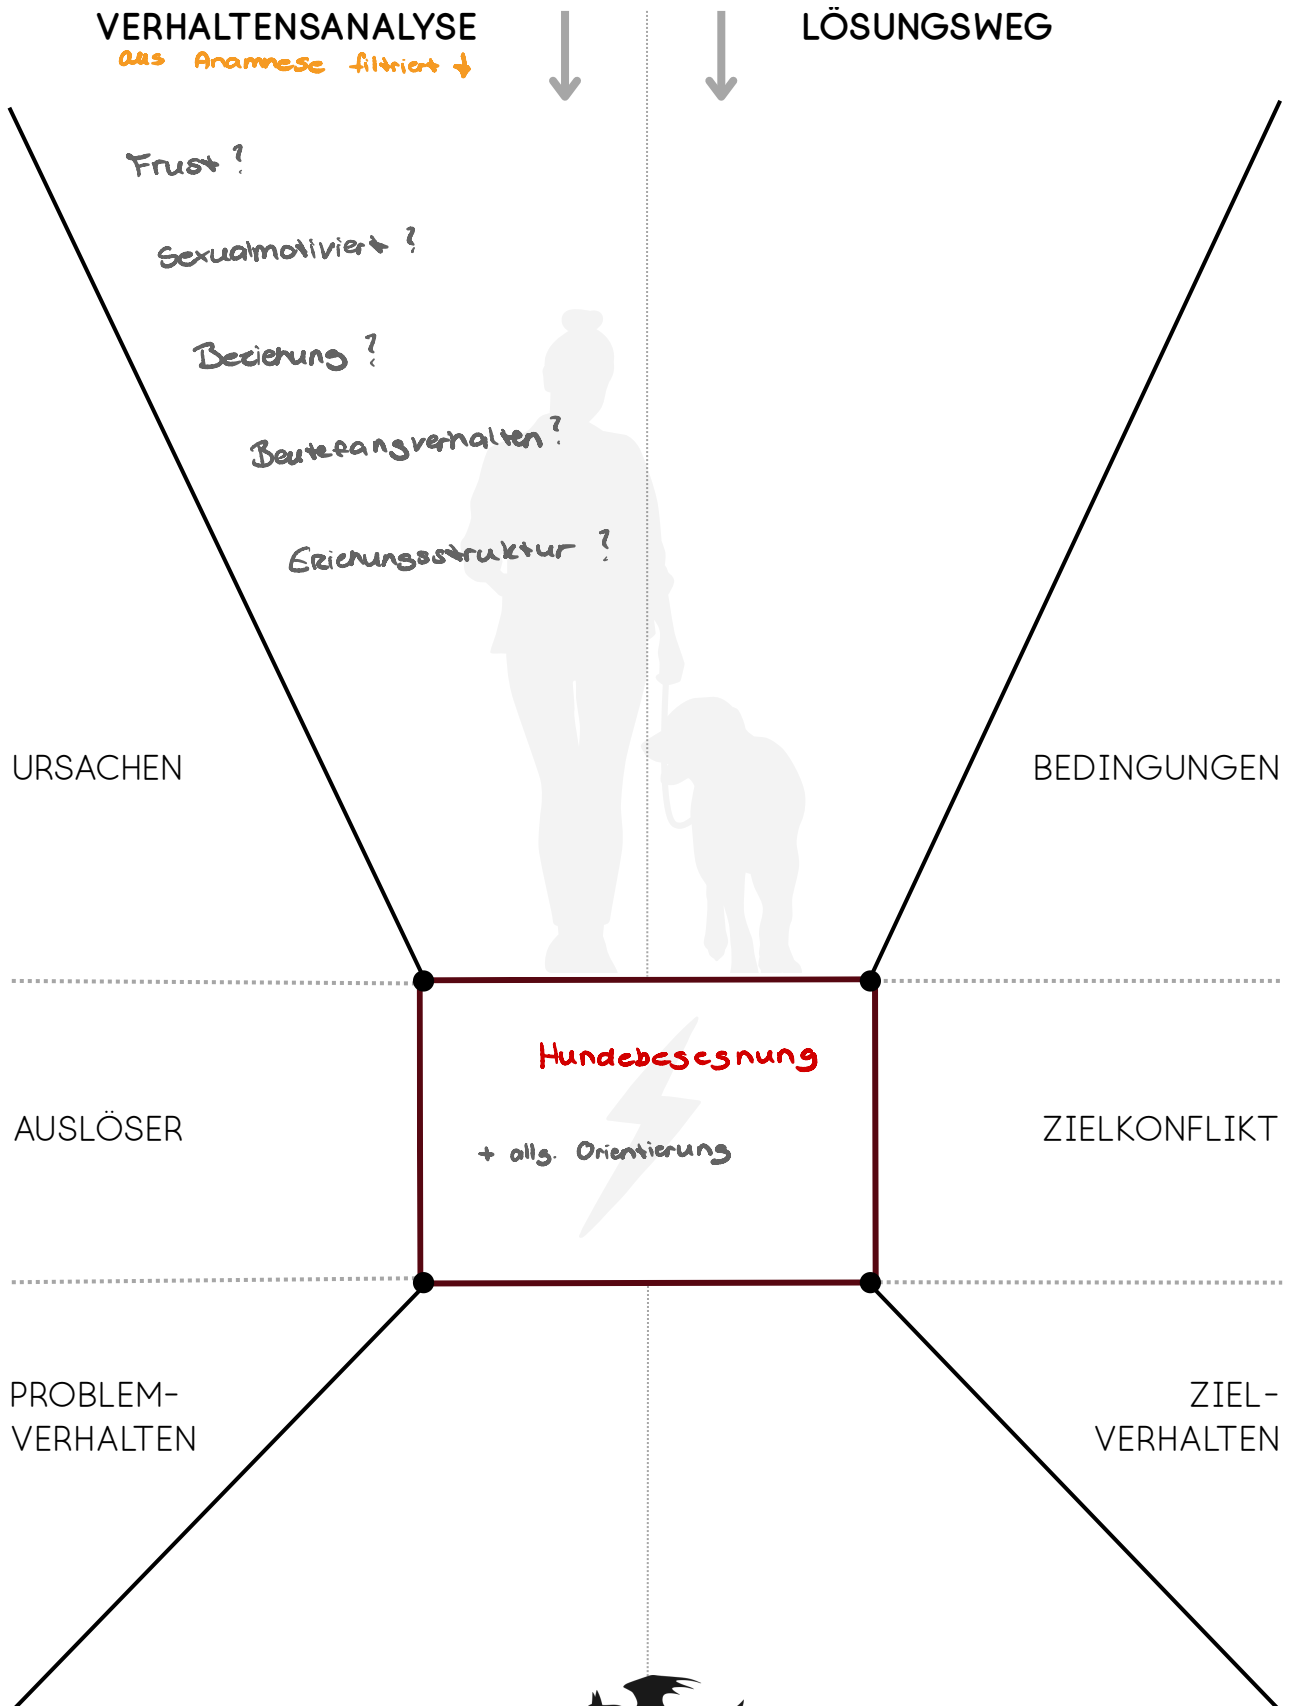 VERHALTENSANALYSE
LÖSUNGSWEG
aus Anamnese filtriert ↓
Frust ?
Sexualmotiviert ?
Beziehung ?
Beutefangverhalten ?
Erziehungsstruktur ?
URSACHEN
BEDINGUNGEN
Hundebegegnung
AUSLÖSER
ZIELKONFLIKT
+ allg. Orientierung
PROBLEM-
VERHALTEN
ZIEL-
VERHALTEN